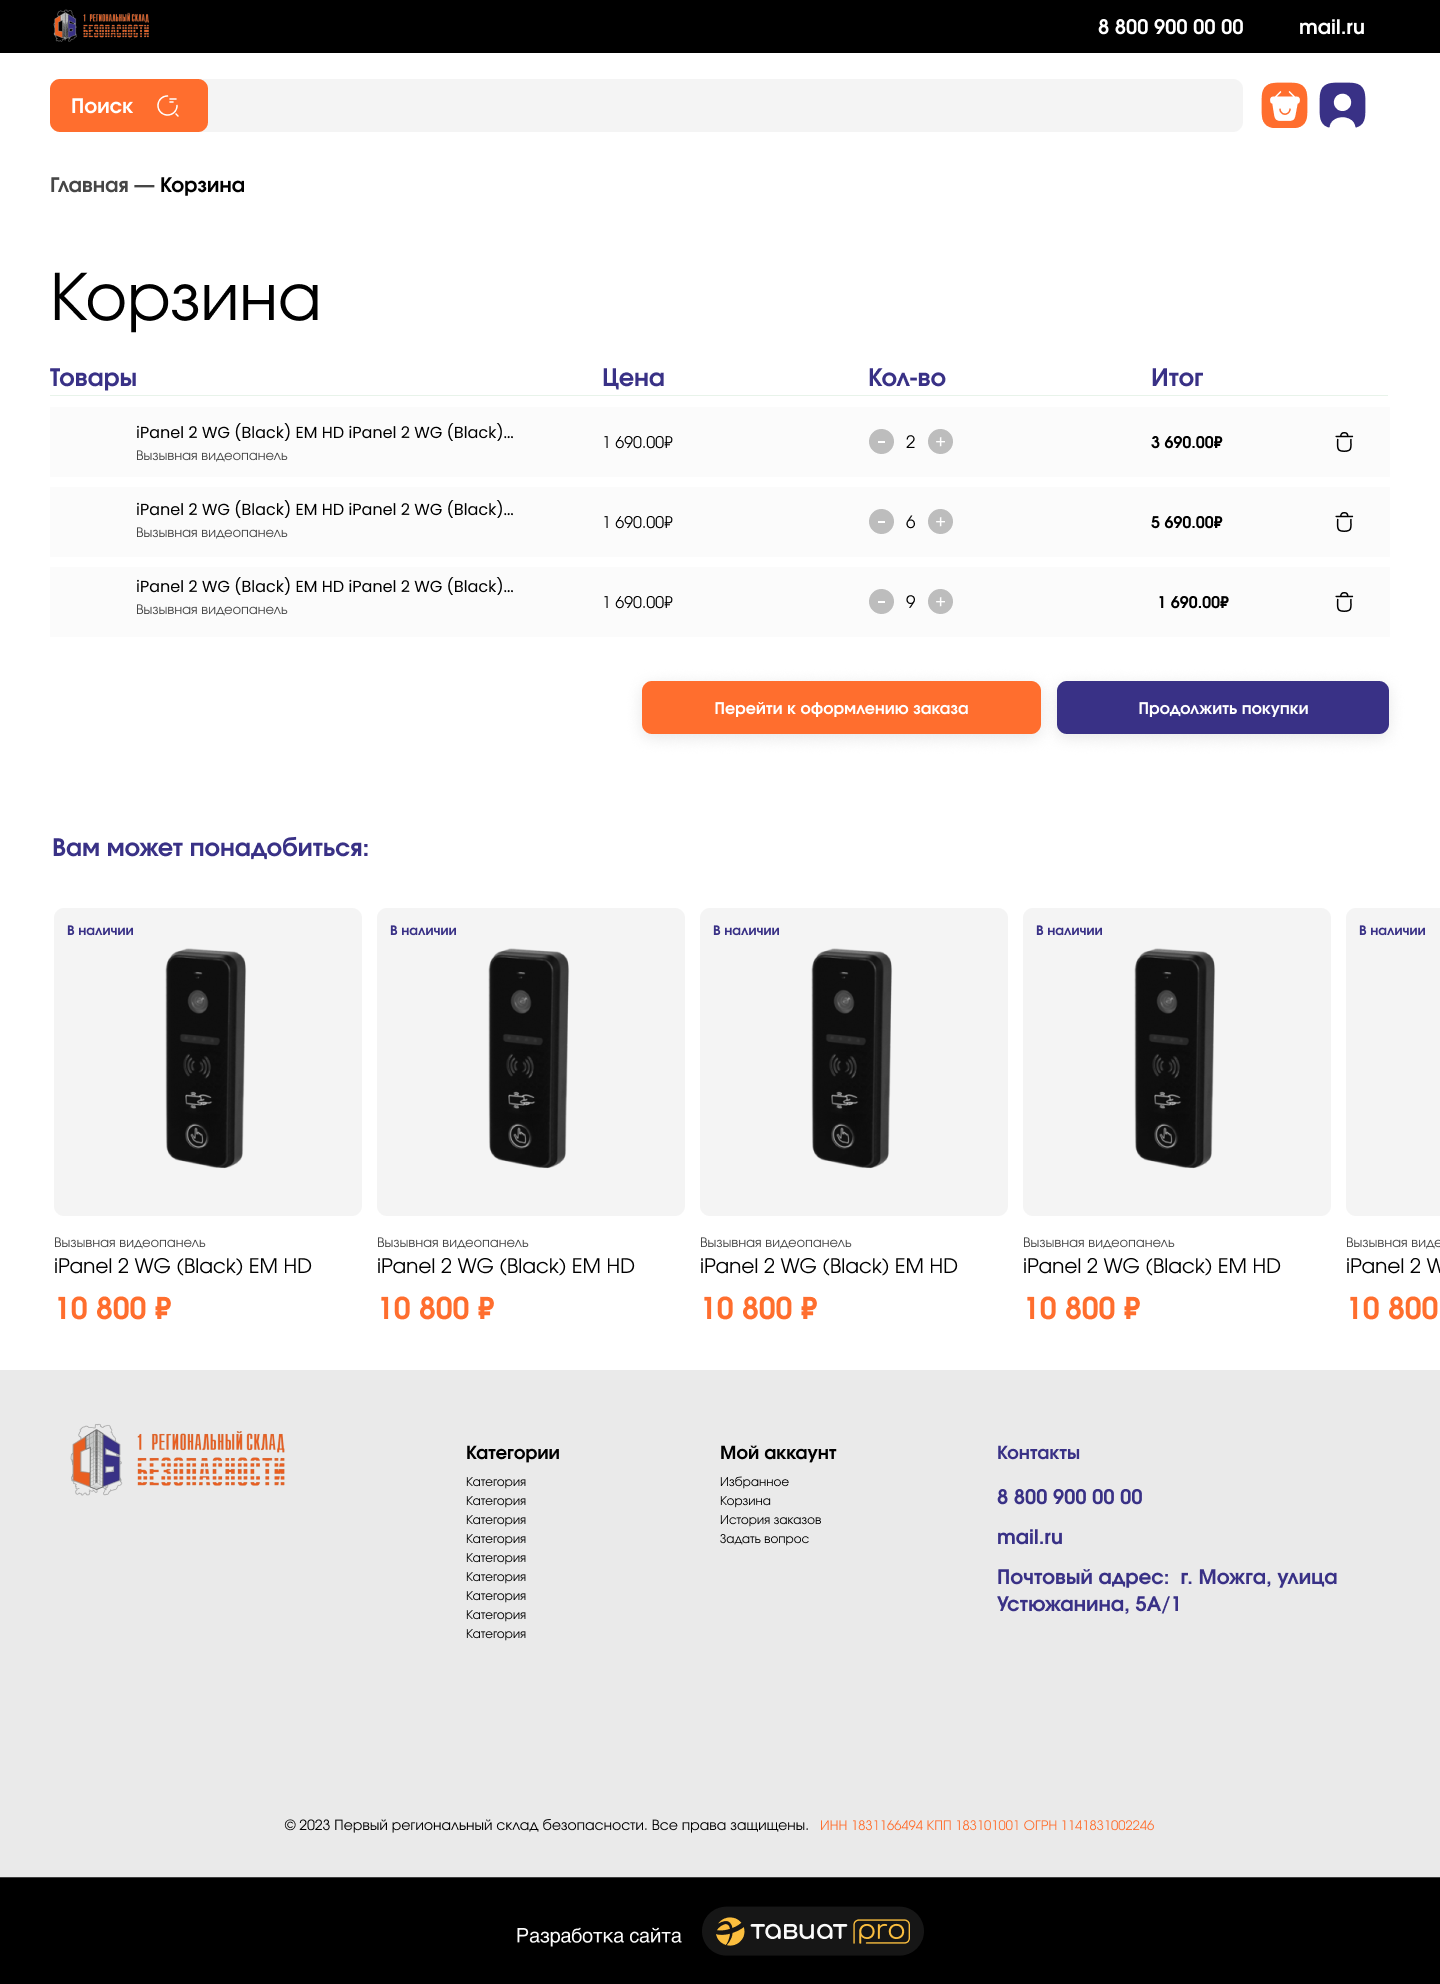 1 РЕГИОНАЛЬНЫЙ СКЛАД
БЕЗОПАСНОСТИ
8 800 900 00 00
mail.ru
Поиск
Главная — Корзина
Корзина
Товары Цена Кол-во Итог
iPanel 2 WG (Black) EM HD iPanel 2 WG (Black)...
Вызывная видеопанель
1 690.00₽ - 2 + 3 690.00₽
iPanel 2 WG (Black) EM HD iPanel 2 WG (Black)...
Вызывная видеопанель
1 690.00₽ - 6 + 5 690.00₽
iPanel 2 WG (Black) EM HD iPanel 2 WG (Black)...
Вызывная видеопанель
1 690.00₽ - 9 + 1 690.00₽
Перейти к оформлению заказа
Продолжить покупки
Вам может понадобиться:
В наличии В наличии В наличии В наличии В наличии
Вызывная видеопанель Вызывная видеопанель Вызывная видеопанель Вызывная видеопанель Вызывная виде
iPanel 2 WG (Black) EM HD iPanel 2 WG (Black) EM HD iPanel 2 WG (Black) EM HD iPanel 2 WG (Black) EM HD iPanel 2 W
10 800 ₽ 10 800 ₽ 10 800 ₽ 10 800 ₽ 10 800
1 РЕГИОНАЛЬНЫЙ СКЛАД
БЕЗОПАСНОСТИ
Категории
Категория
Категория
Категория
Категория
Категория
Категория
Категория
Категория
Категория
Мой аккаунт
Избранное
Корзина
История заказов
Задать вопрос
Контакты
8 800 900 00 00
mail.ru
Почтовый адрес: г. Можга, улица
Устюжанина, 5А/1
© 2023 Первый региональный склад безопасности. Все права защищены. ИНН 1831166494 КПП 183101001 ОГРН 1141831002246
Разработка сайта тавиат pro